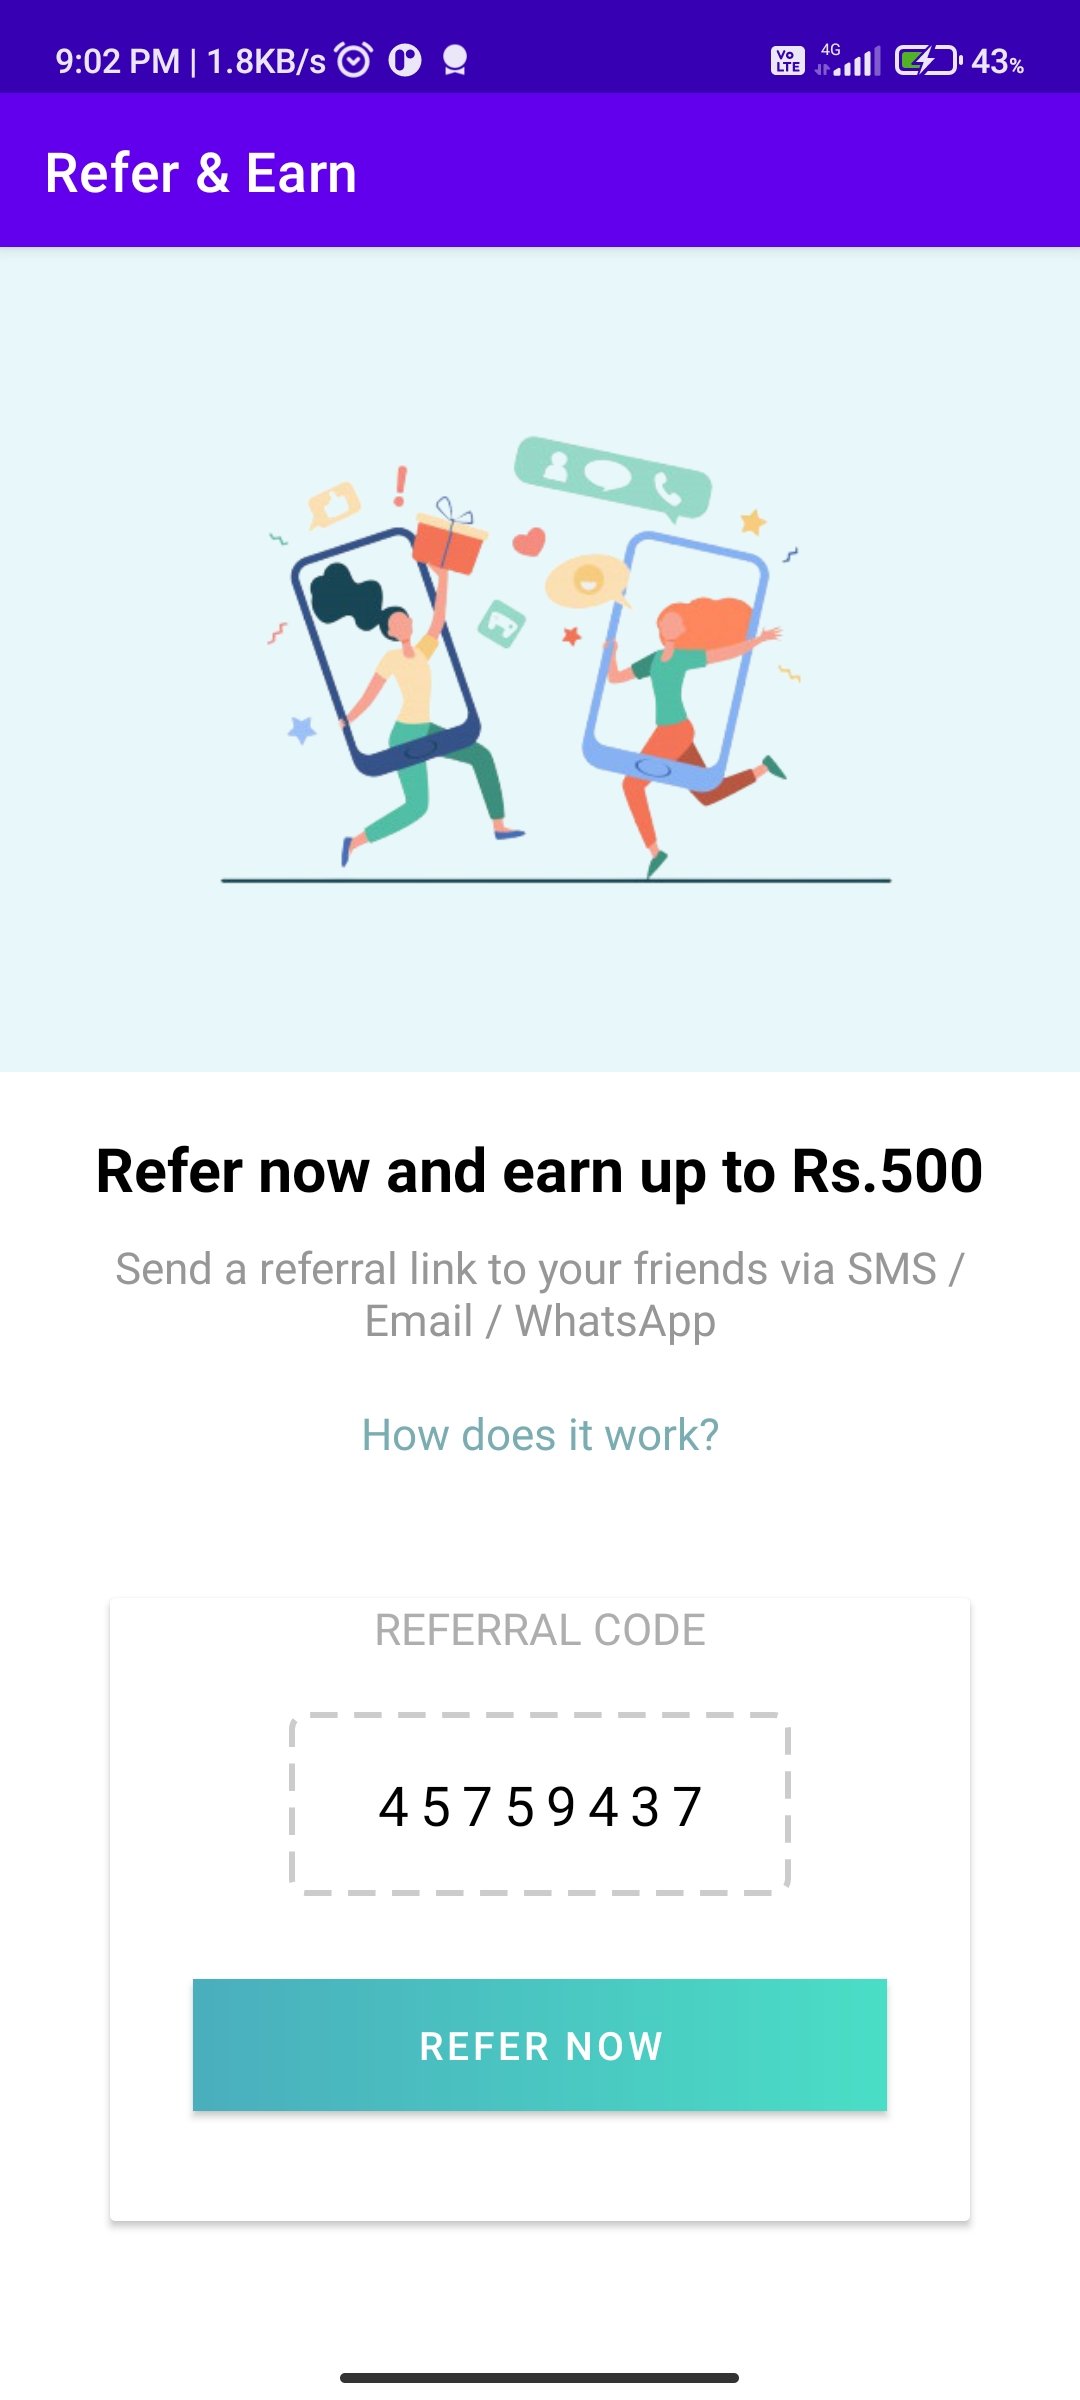 9:02 PM | 1.8KB/s
Vo LTE 4G 43%
Refer & Earn
Refer now and earn up to Rs.500
Send a referral link to your friends via SMS /
Email / WhatsApp
How does it work?
REFERRAL CODE
45759437
REFER NOW